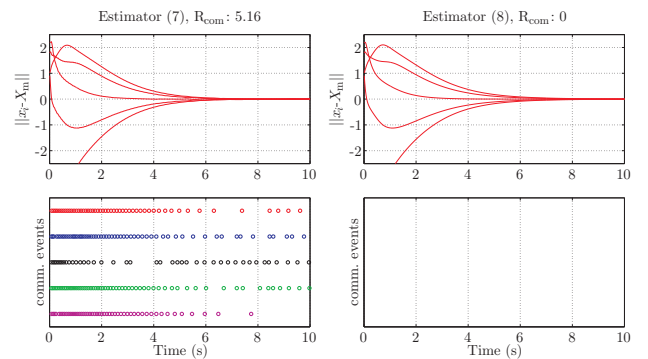 Estimator (7), R_com: 5.16
||x_i-X_m||
2
1
0
-1
-2
0 2 4 6 8 10
comm. events
0 2 4 6 8 10
Time (s)
Estimator (8), R_com: 0
||x_i-X_m||
2
1
0
-1
-2
0 2 4 6 8 10
comm. events
0 2 4 6 8 10
Time (s)